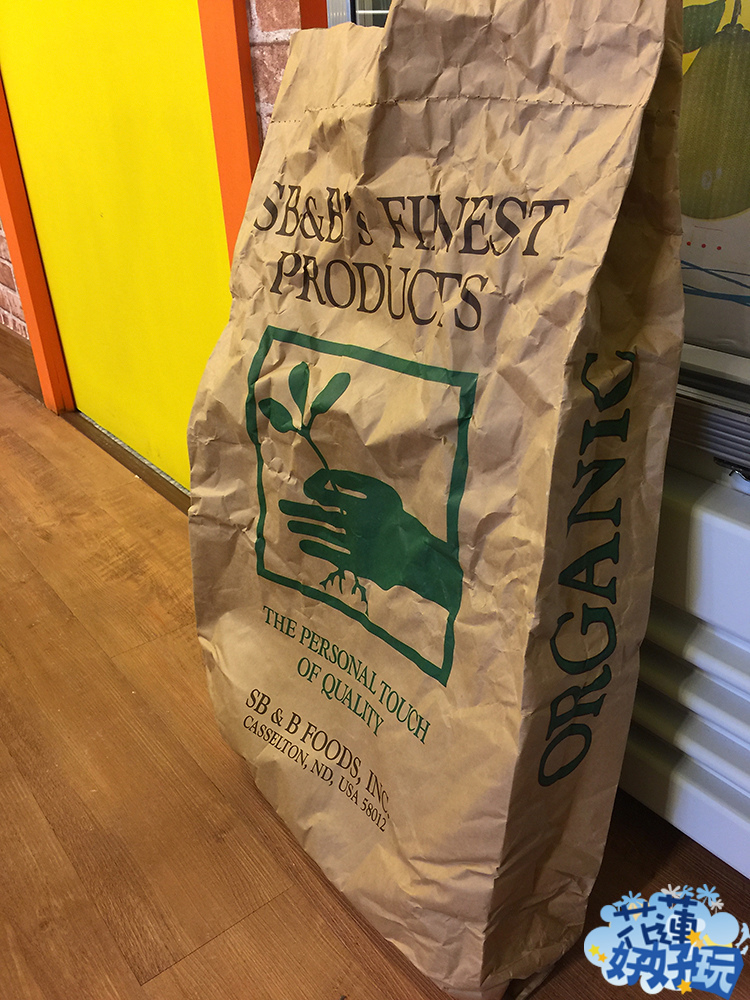 SB&B's FINEST
PRODUCTS
THE PERSONAL TOUCH
OF QUALITY
SB & B FOODS, INC.
CASSELTON, ND, USA 58012
ORGANIC
花蓮
好好玩